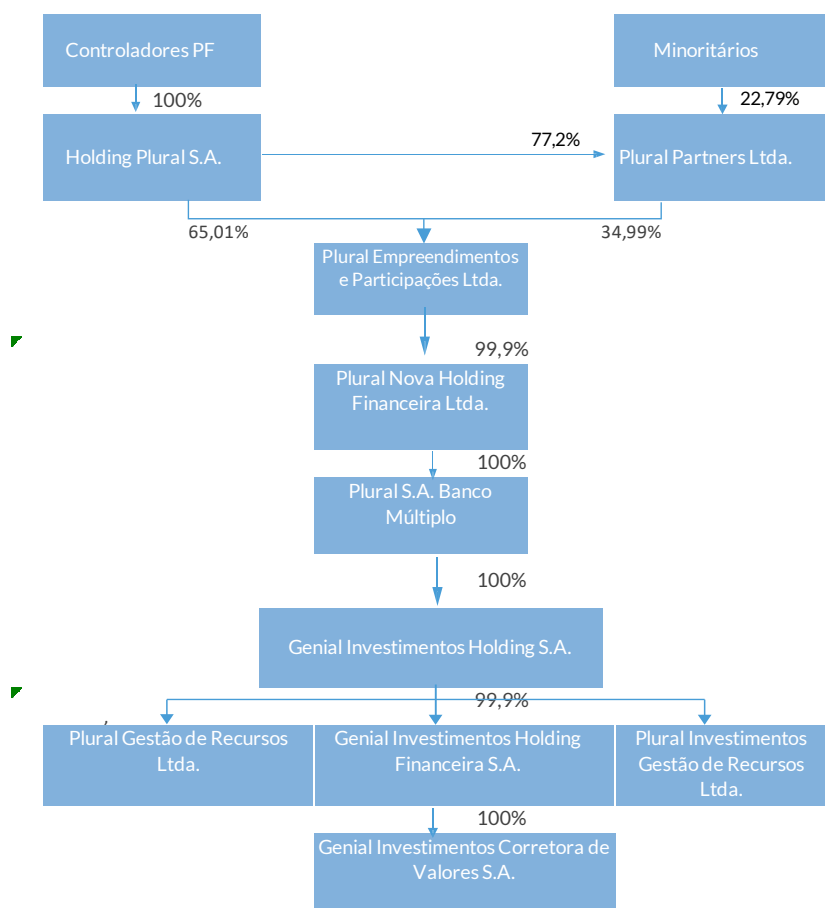 Controladores PF
Minoritários
100%
22,79%
Holding Plural S.A.
77,2%
Plural Partners Ltda.
65,01%
34,99%
Plural Empreendimentos
e Participações Ltda.
99,9%
Plural Nova Holding
Financeira Ltda.
100%
Plural S.A. Banco
Múltiplo
100%
Genial Investimentos Holding S.A.
99,9%
Plural Gestão de Recursos
Ltda.
Genial Investimentos Holding
Financeira S.A.
Plural Investimentos
Gestão de Recursos
Ltda.
100%
Genial Investimentos Corretora de
Valores S.A.